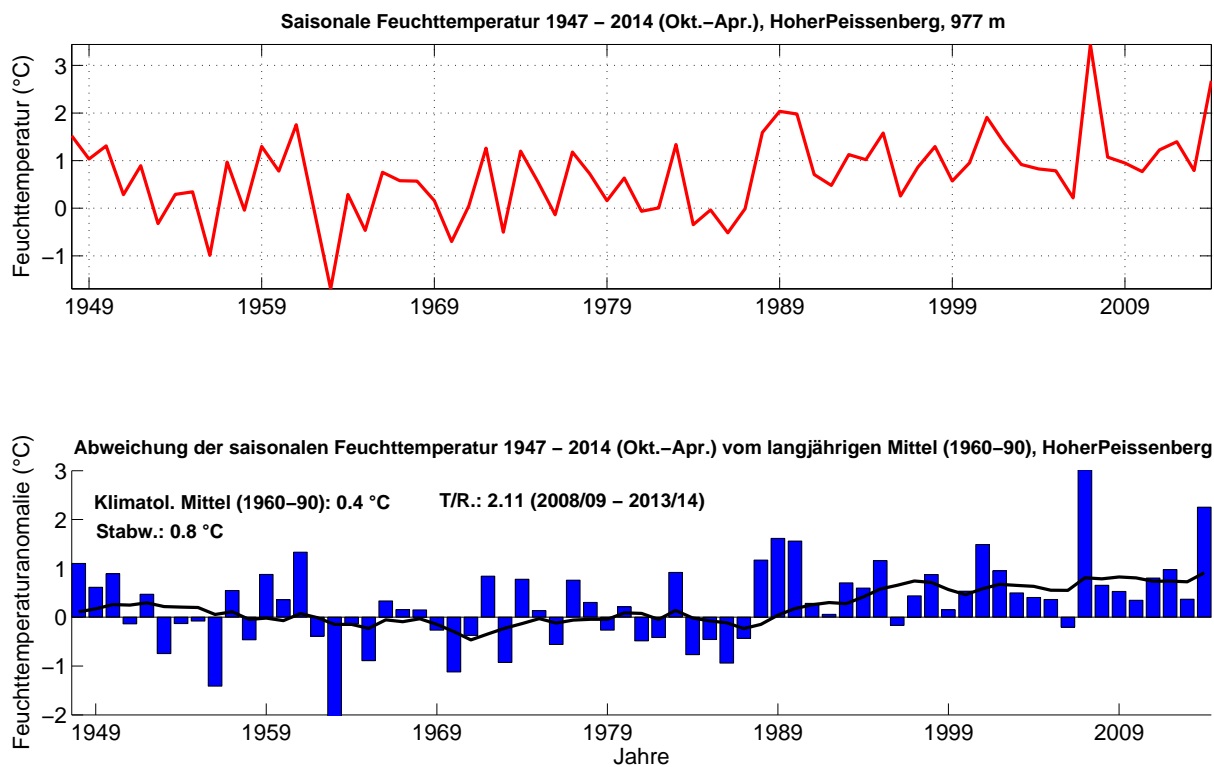 Saisonale Feuchttemperatur 1947 − 2014 (Okt.−Apr.), HoherPeissenberg, 977 m
Feuchttemperatur (°C)
3
2
1
0
−1
1949 1959 1969 1979 1989 1999 2009
Abweichung der saisonalen Feuchttemperatur 1947 − 2014 (Okt.−Apr.) vom langjährigen Mittel (1960−90), HoherPeissenberg
Feuchttemperaturanomalie (°C)
3
2
1
0
−1
−2
Klimatol. Mittel (1960−90): 0.4 °C T/R.: 2.11 (2008/09 − 2013/14)
Stabw.: 0.8 °C
1949 1959 1969 1979 1989 1999 2009
Jahre